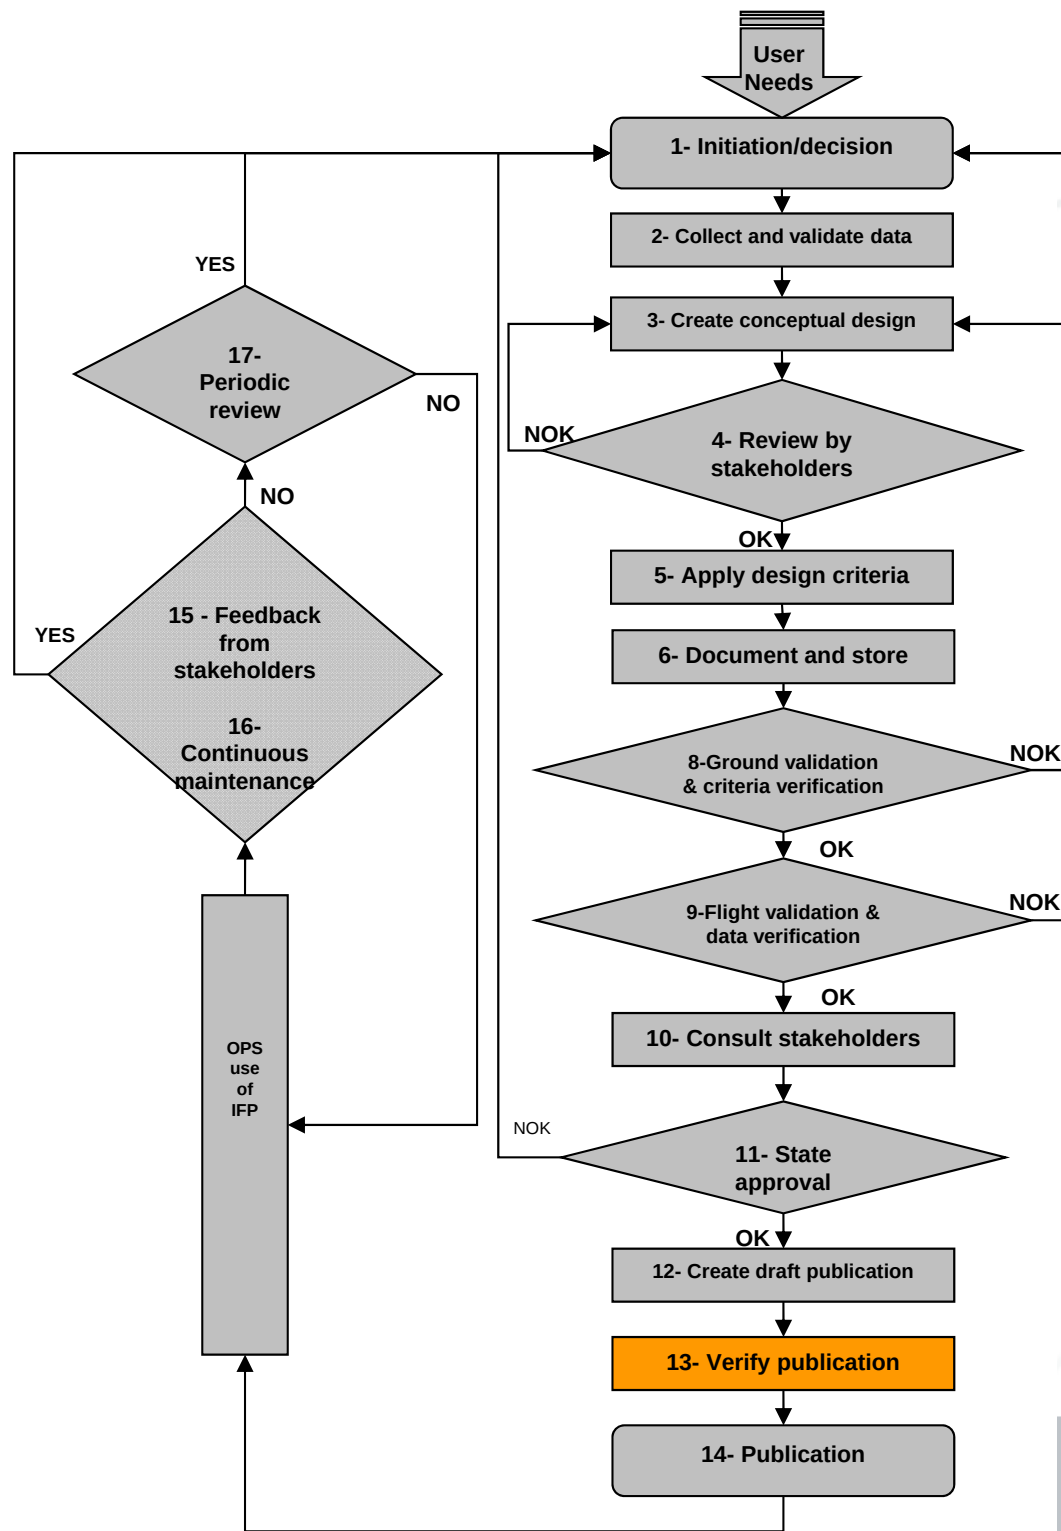 User
Needs
1- Initiation/decision
2- Collect and validate data
YES
3- Create conceptual design
17-
Periodic
review
NO
NOK
4- Review by
stakeholders
NO
OK
5- Apply design criteria
15 - Feedback
from
stakeholders
YES
6- Document and store
16-
Continuous
maintenance
8-Ground validation
& criteria verification
NOK
OK
9-Flight validation &
data verification
NOK
OK
10- Consult stakeholders
OPS
use
of
IFP
NOK
11- State
approval
OK
12- Create draft publication
13- Verify publication
14- Publication